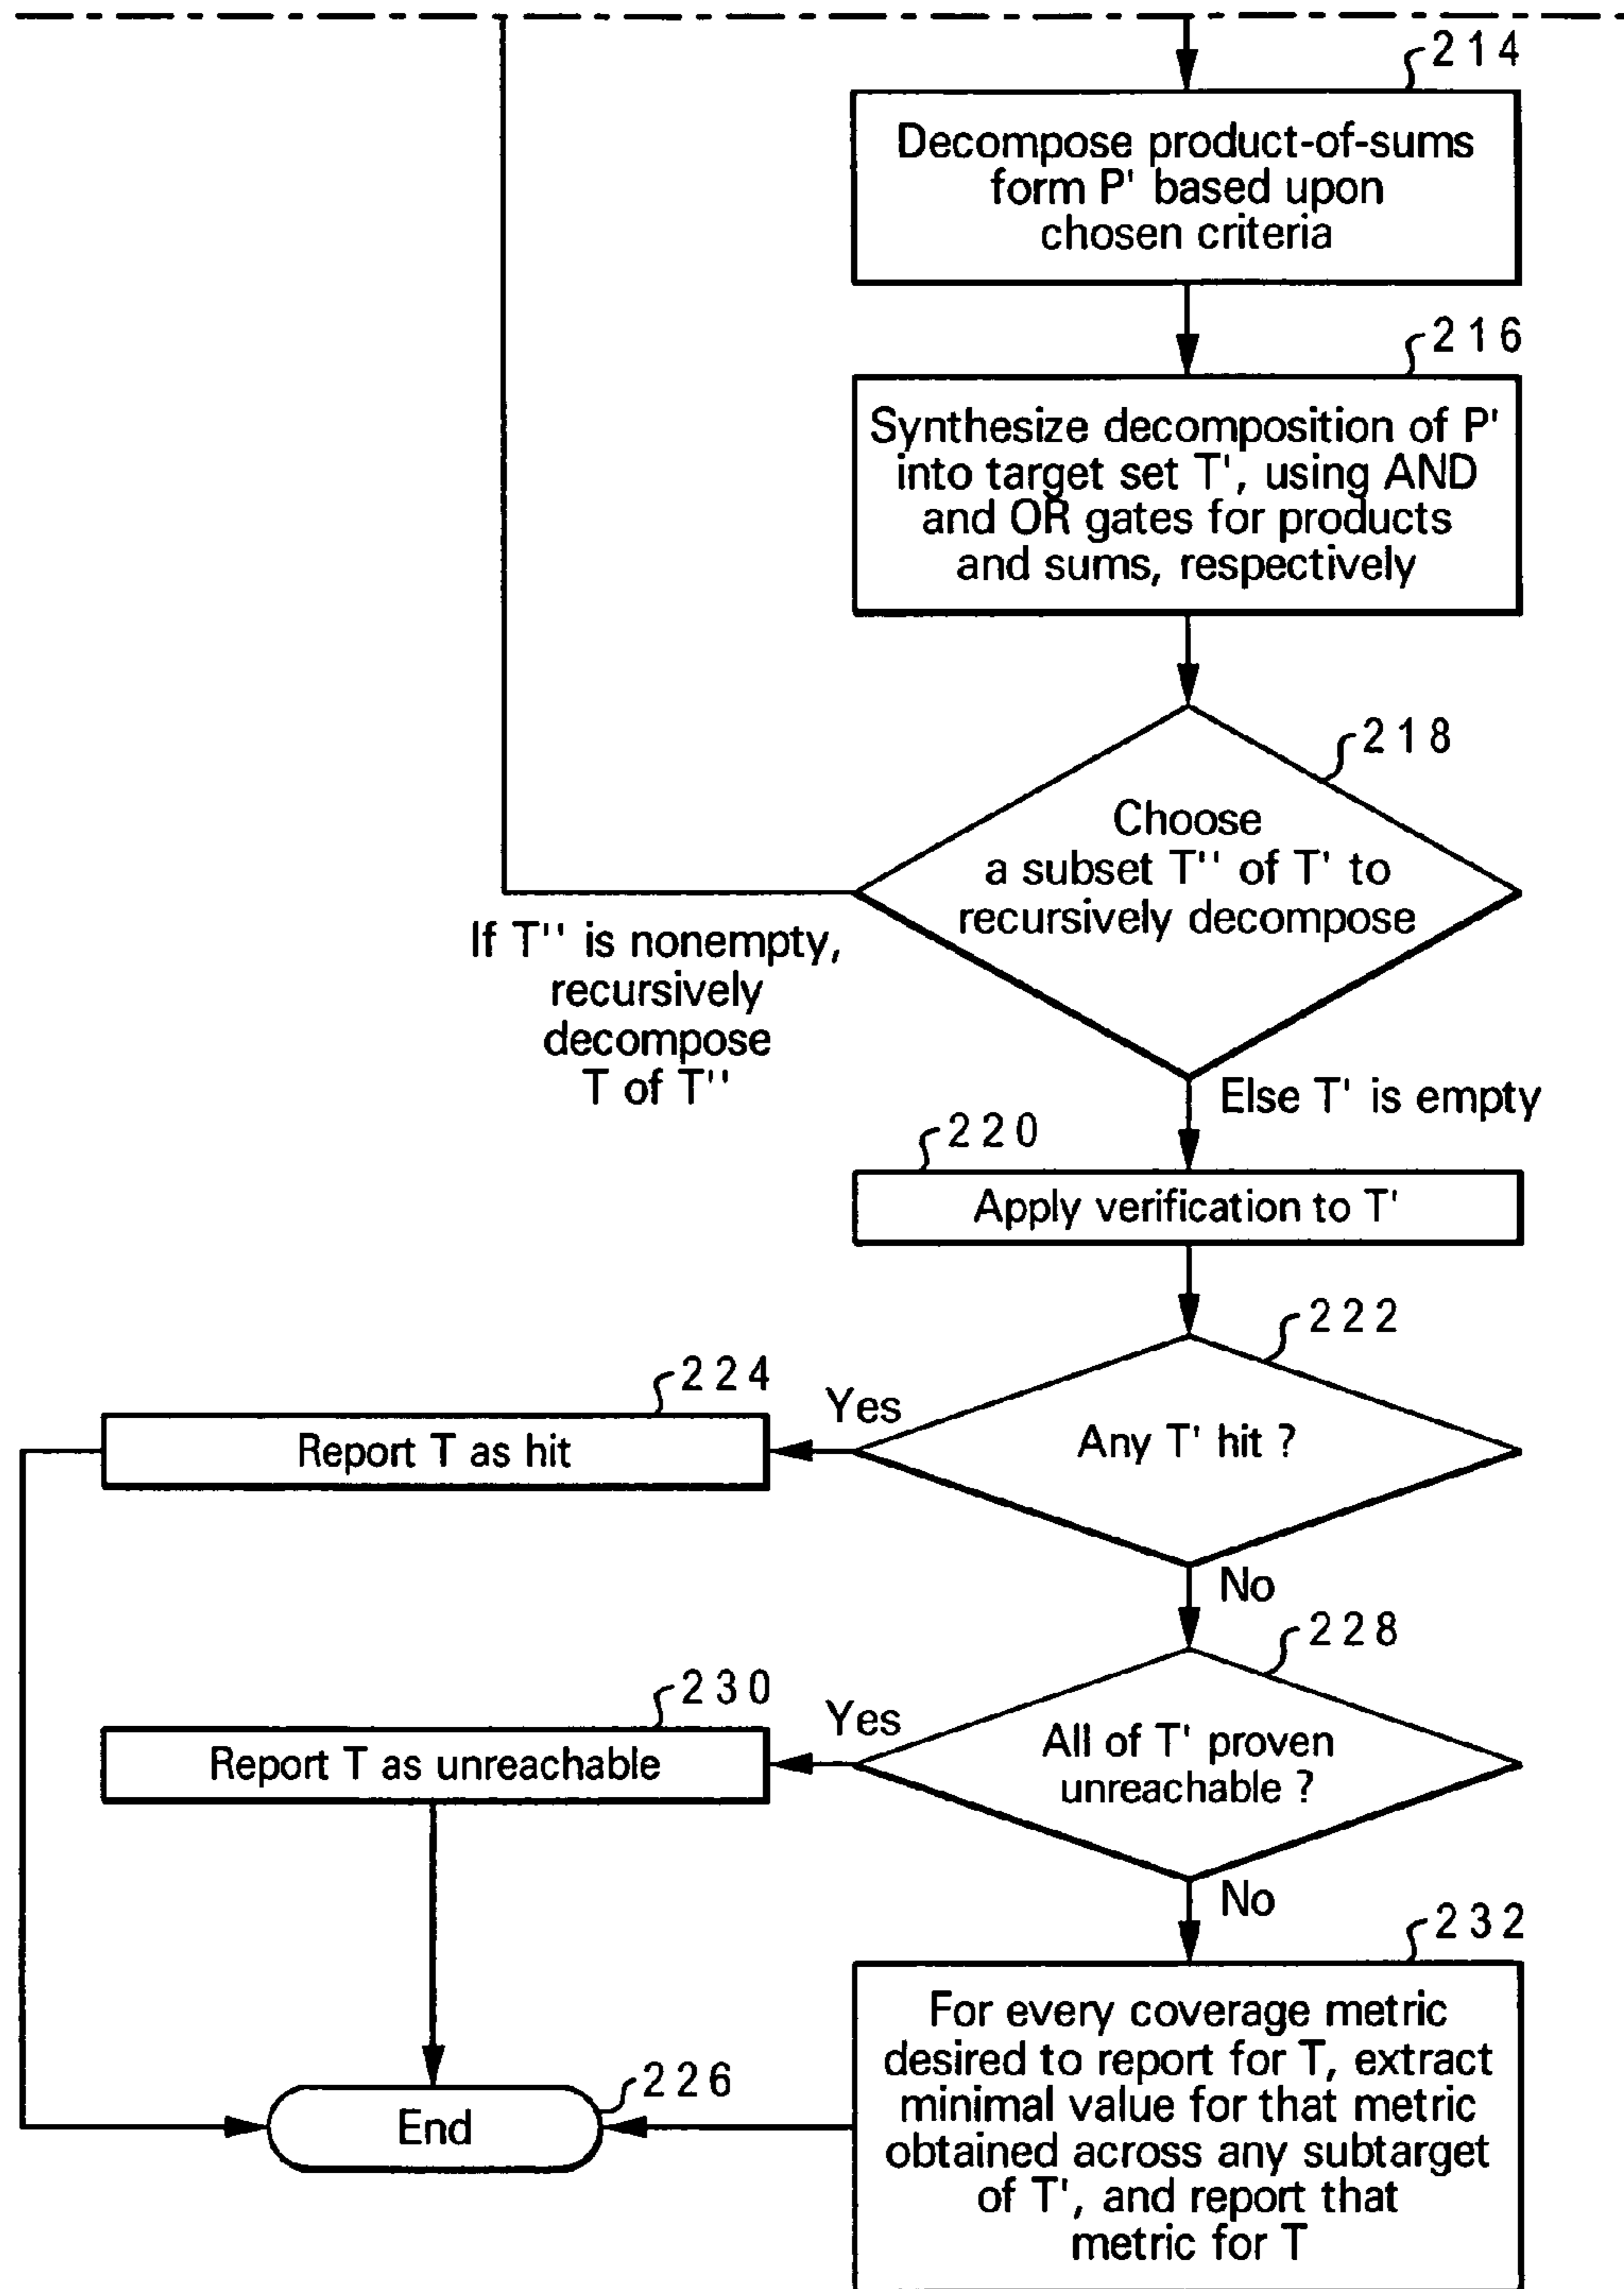 214
Decompose product-of-sums
form P' based upon
chosen criteria
216
Synthesize decomposition of P'
into target set T', using AND
and OR gates for products
and sums, respectively
218
Choose
a subset T'' of T' to
recursively decompose
If T'' is nonempty,
recursively
decompose
T of T''
Else T' is empty
220
Apply verification to T'
222
Any T' hit ?
Yes
224
Report T as hit
No
228
All of T' proven
unreachable ?
Yes
230
Report T as unreachable
No
232
For every coverage metric
desired to report for T, extract
minimal value for that metric
obtained across any subtarget
of T', and report that
metric for T
226
End